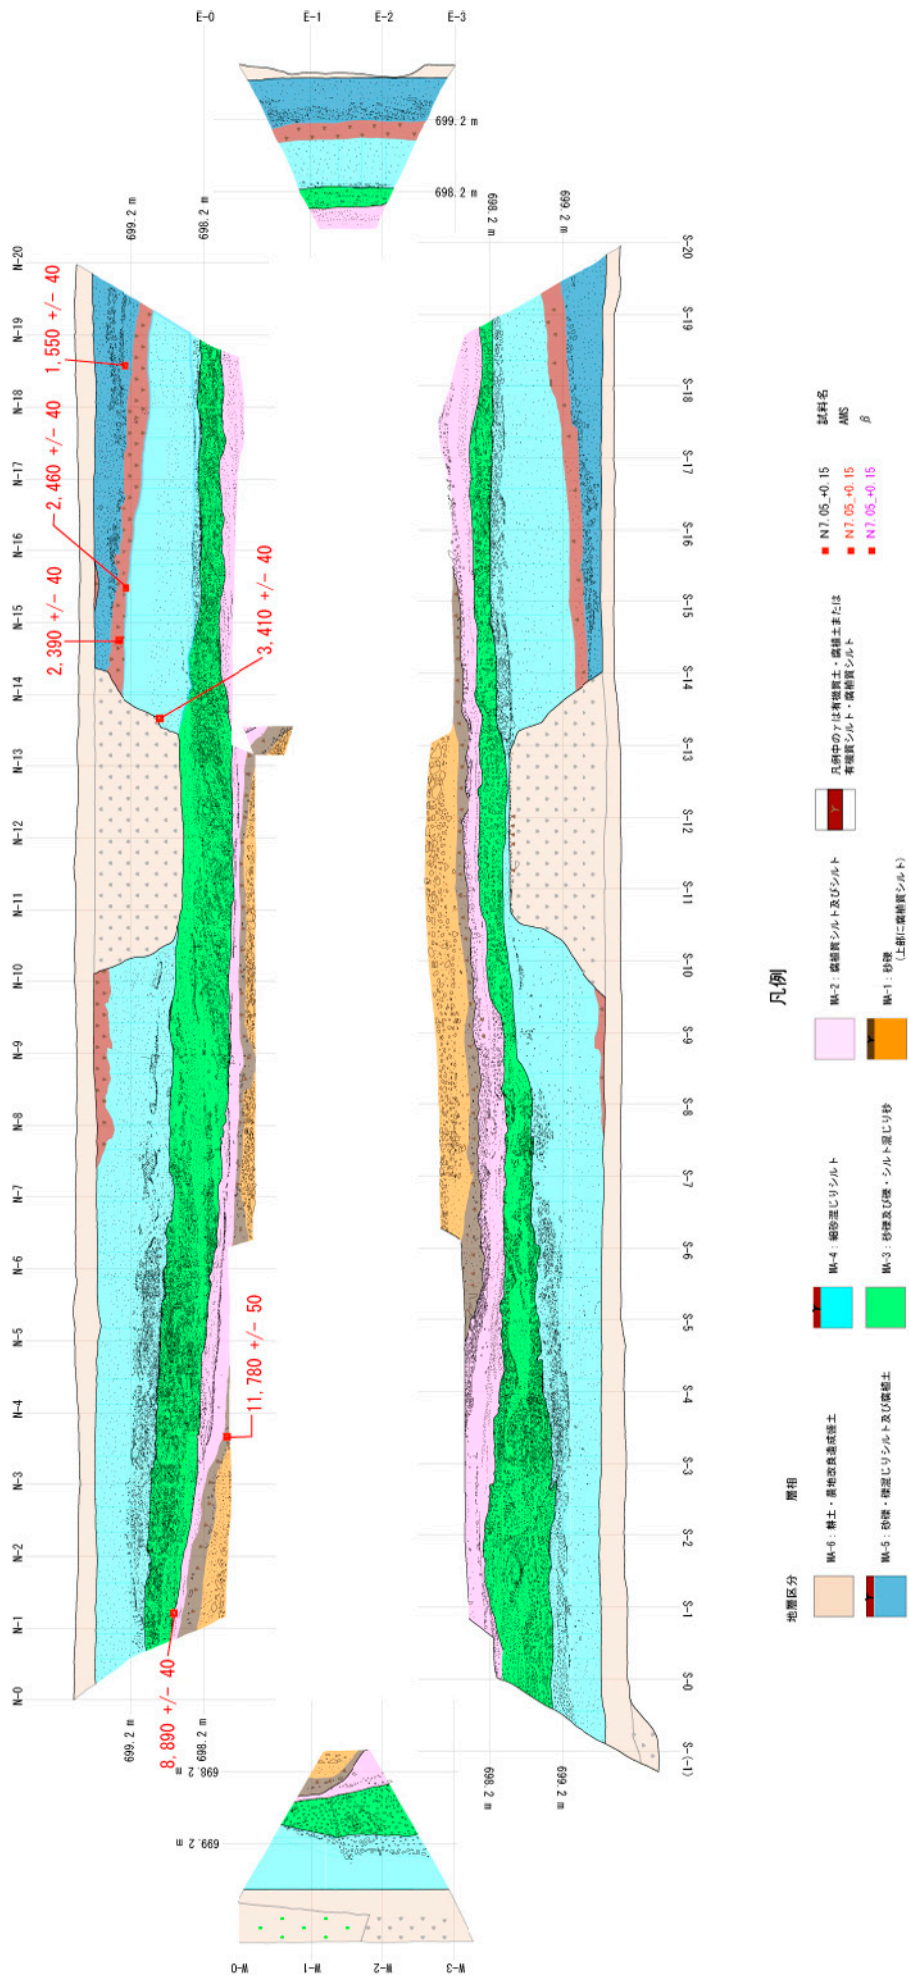 E-0
E-1
E-2
E-3
699.2 m
698.2 m
699.2 m
698.2 m
698.2 m
699.2 m
N-20
N-19
N-18
N-17
N-16
N-15
N-14
N-13
N-12
N-11
N-10
N-9
N-8
N-7
N-6
N-5
N-4
N-3
N-2
N-1
N-0
1,550 +/- 40
2,460 +/- 40
2,390 +/- 40
3,410 +/- 40
11,780 +/- 50
8,890 +/- 40
699.2 m
698.2 m
S-20
S-19
S-18
S-17
S-16
S-15
S-14
S-13
S-12
S-11
S-10
S-9
S-8
S-7
S-6
S-5
S-4
S-3
S-2
S-1
S-0
S-(-1)
698.2 m
699.2 m
698.2 m
699.2 m
W-0
W-1
W-2
W-3
凡例
地層区分
層相
MA-6:耕土・農地改良造成盛土
MA-5:砂礫・礫混じりシルト及び腐植土
MA-4:細砂混じりシルト
MA-3:砂礫及び礫・シルト混じり砂
MA-2:腐植質シルト及びシルト
MA-1:砂礫
(上部に腐植質シルト)
凡例中のYは有機質土・腐植土または
有機質シルト・腐植質シルト
N7.05_+0.15 試料名
N7.05_+0.15 AMS
N7.05_+0.15 β